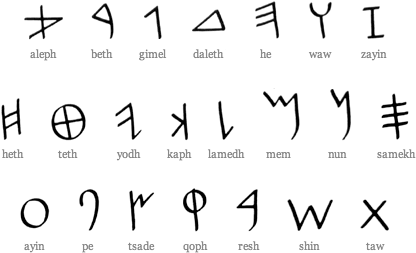 𐤀 𐤁 𐤂 𐤃 𐤄 𐤅 𐤆
aleph beth gimel daleth he waw zayin
𐤇 𐤈 𐤉 𐤊 𐤋 𐤌 𐤍 𐤎
heth teth yodh kaph lamedh mem nun samekh
𐤏 𐤐 𐤑 𐤒 𐤓 𐤔 𐤕
ayin pe tsade qoph resh shin taw